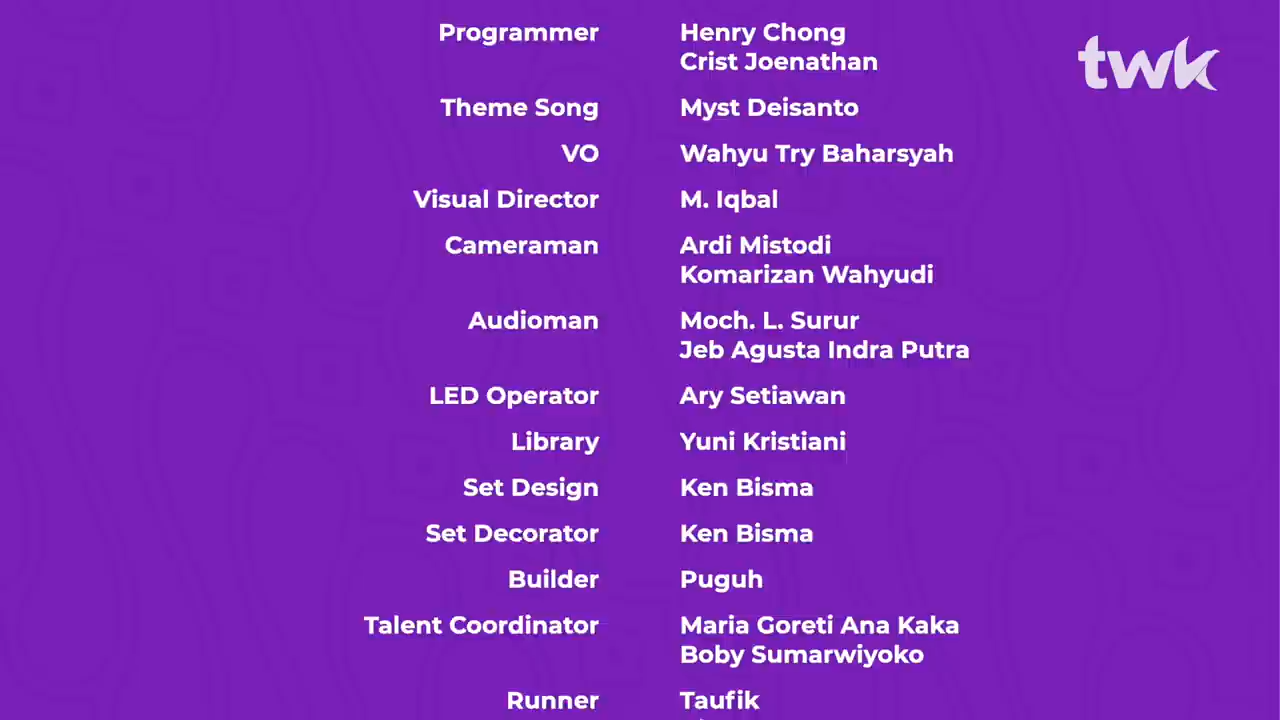 Programmer Henry Chong
Crist Joenathan
twk
Theme Song Myst Deisanto
VO Wahyu Try Baharsyah
Visual Director M. Iqbal
Cameraman Ardi Mistodi
Komarizan Wahyudi
Audioman Moch. L. Surur
Jeb Agusta Indra Putra
LED Operator Ary Setiawan
Library Yuni Kristiani
Set Design Ken Bisma
Set Decorator Ken Bisma
Builder Puguh
Talent Coordinator Maria Goreti Ana Kaka
Boby Sumarwiyoko
Runner Taufik